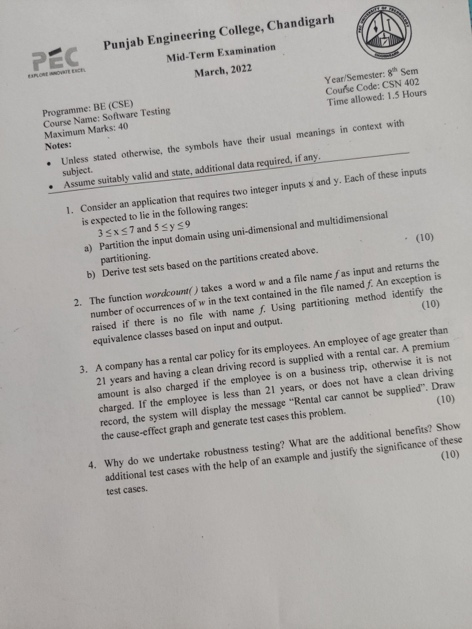 PEC
EXPLORE INNOVATE EXCEL
Punjab Engineering College, Chandigarh
Mid-Term Examination
March, 2022
Programme: BE (CSE)
Course Name: Software Testing
Maximum Marks: 40
Year/Semester: 8th Sem
Course Code: CSN 402
Time allowed: 1.5 Hours
Notes:
• Unless stated otherwise, the symbols have their usual meanings in context with
subject.
• Assume suitably valid and state, additional data required, if any.
1. Consider an application that requires two integer inputs x and y. Each of these inputs
is expected to lie in the following ranges:
3 ≤ x ≤ 7 and 5 ≤ y ≤ 9
a) Partition the input domain using uni-dimensional and multidimensional
partitioning.
b) Derive test sets based on the partitions created above. (10)
2. The function wordcount( ) takes a word w and a file name f as input and returns the
number of occurrences of w in the text contained in the file named f. An exception is
raised if there is no file with name f. Using partitioning method identify the
equivalence classes based on input and output. (10)
3. A company has a rental car policy for its employees. An employee of age greater than
21 years and having a clean driving record is supplied with a rental car. A premium
amount is also charged if the employee is on a business trip, otherwise it is not
charged. If the employee is less than 21 years, or does not have a clean driving
record, the system will display the message “Rental car cannot be supplied”. Draw
the cause-effect graph and generate test cases this problem. (10)
4. Why do we undertake robustness testing? What are the additional benefits? Show
additional test cases with the help of an example and justify the significance of these
test cases. (10)